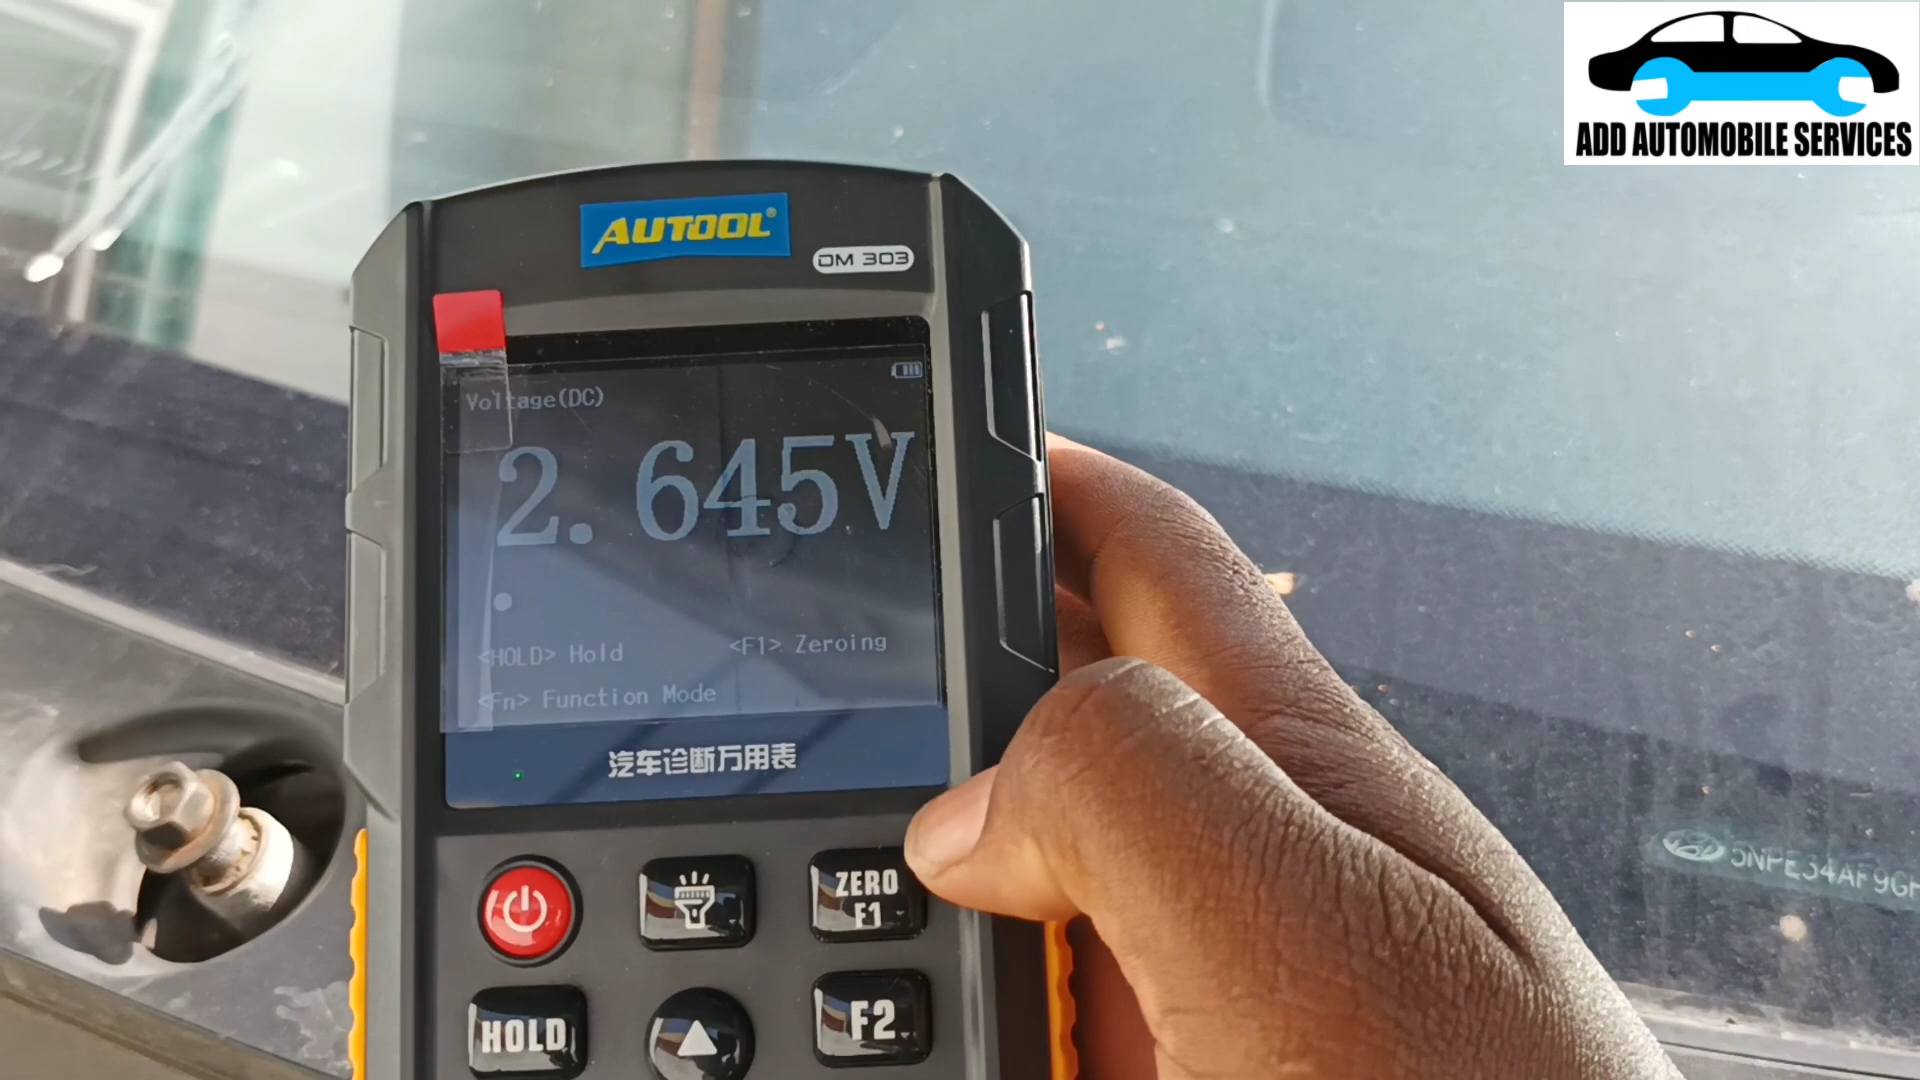 ADD AUTOMOBILE SERVICES
AUTOOL®
DM 303
Voltage(DC)
2.645V
<HOLD> Hold
<F1> Zeroing
<Fn> Function Mode
汽车诊断万用表
ZERO
F1
HOLD
F2
5NPE34AF9G